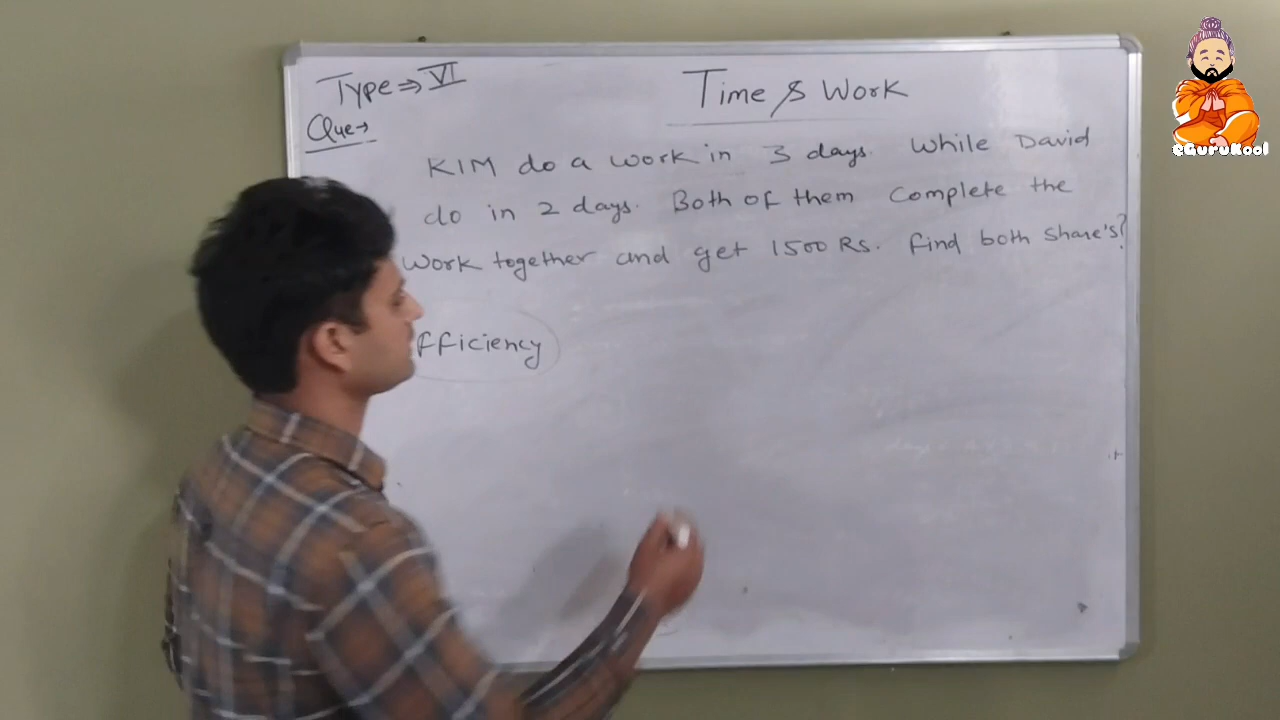 Type ⇒ VI
Time & Work
Que →
KIM do a work in 3 days. While David
do in 2 days. Both of them complete the
work together and get 1500 Rs. find both share's?
fficiency
eGuruKool